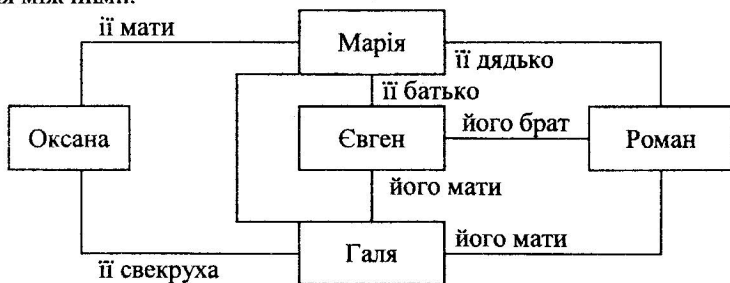 її мати
Марія
її дядько
її батько
Оксана
Євген
його брат
Роман
його мати
Галя
його мати
її свекруха